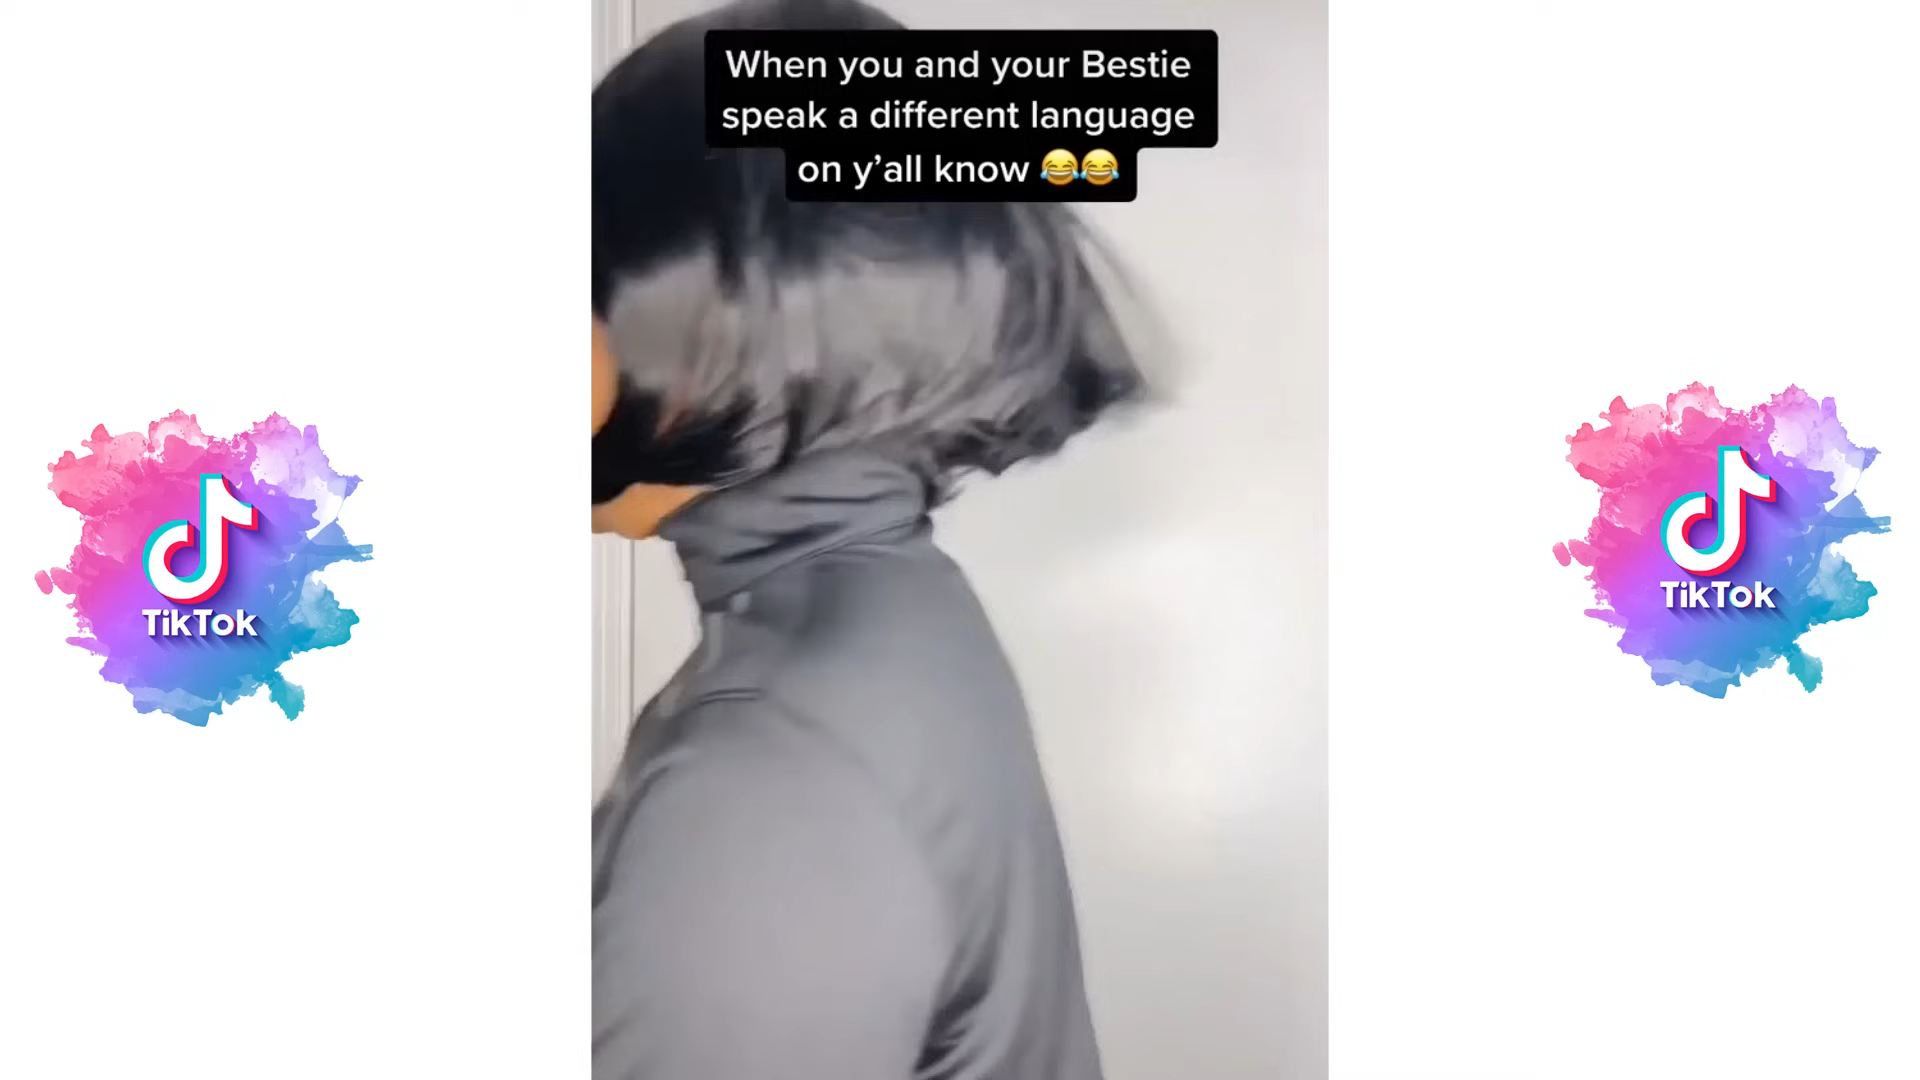 When you and your Bestie
speak a different language
on y’all know 😂😂
TikTok
TikTok